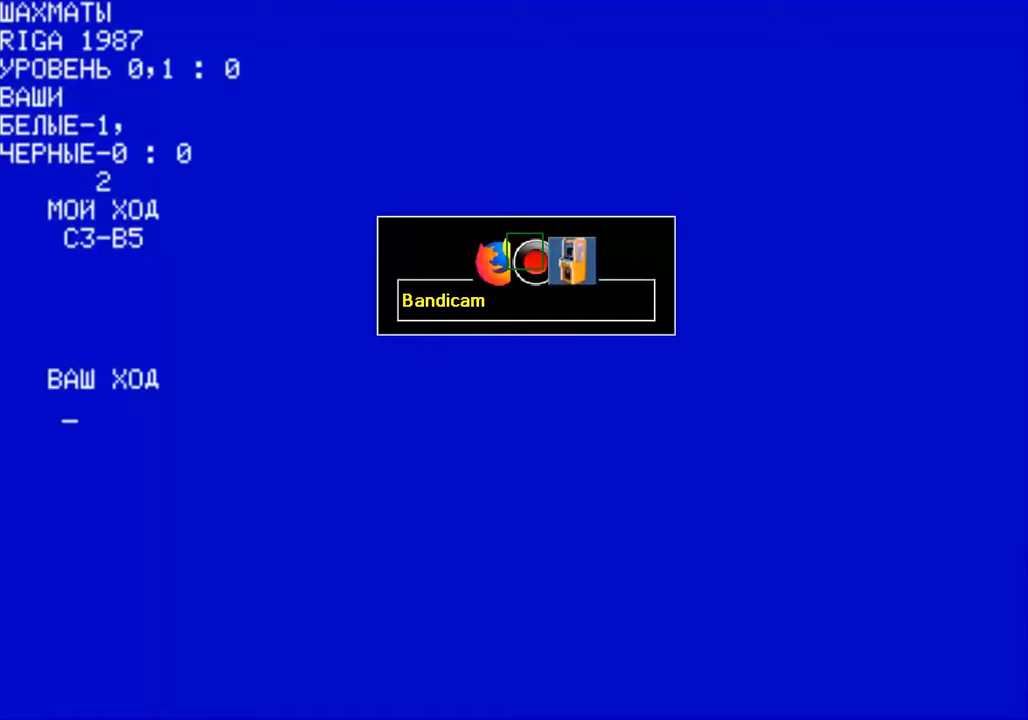 ШАХМАТЫ
RIGA 1987
УРОВЕНЬ 0,1 : 0
ВАШИ
БЕЛЫЕ-1,
ЧЕРНЫЕ-0 : 0
2
МОЙ ХОД
C3-B5
Bandicam
ВАШ ХОД
_